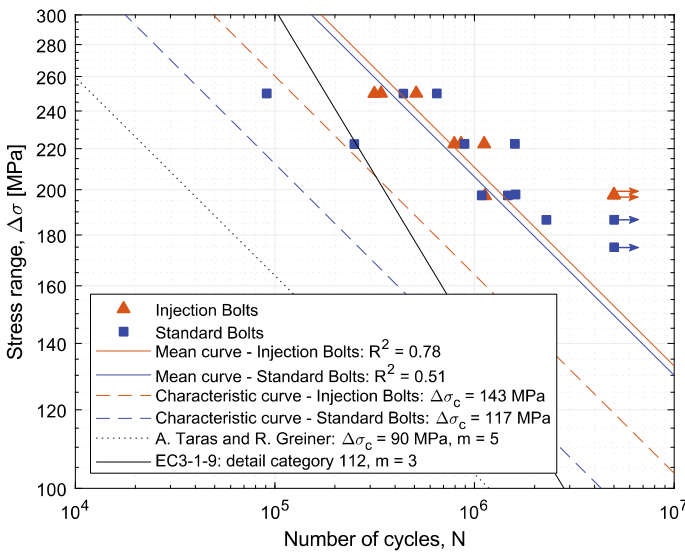 300
280
260
240
220
200
180
160
140
120
100
Stress range, Δσ [MPa]
Injection Bolts
Standard Bolts
Mean curve - Injection Bolts: R² = 0.78
Mean curve - Standard Bolts: R² = 0.51
Characteristic curve - Injection Bolts: Δσc = 143 MPa
Characteristic curve - Standard Bolts: Δσc = 117 MPa
A. Taras and R. Greiner: Δσc = 90 MPa, m = 5
EC3-1-9: detail category 112, m = 3
10⁴ 10⁵ 10⁶ 10⁷
Number of cycles, N